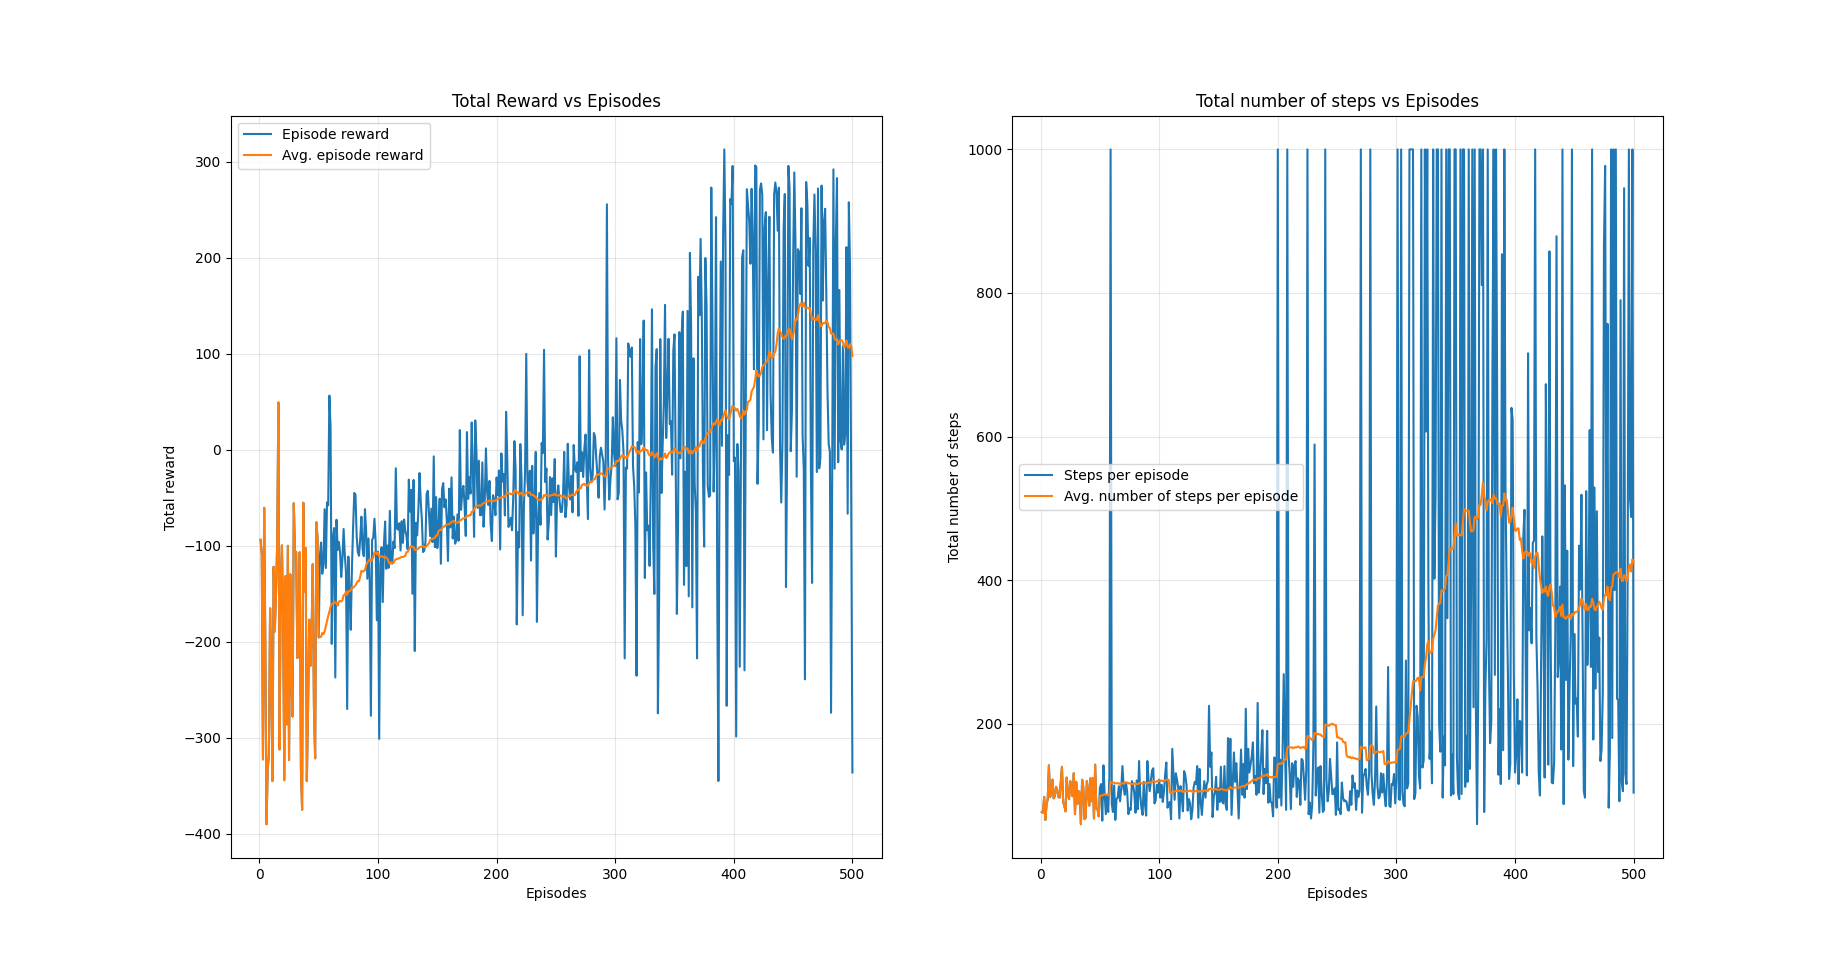 Total Reward vs Episodes
Episode reward
Avg. episode reward
300
200
100
0
−100
−200
−300
−400
Total reward
0 100 200 300 400 500
Episodes
Total number of steps vs Episodes
Steps per episode
Avg. number of steps per episode
1000
800
600
400
200
Total number of steps
0 100 200 300 400 500
Episodes